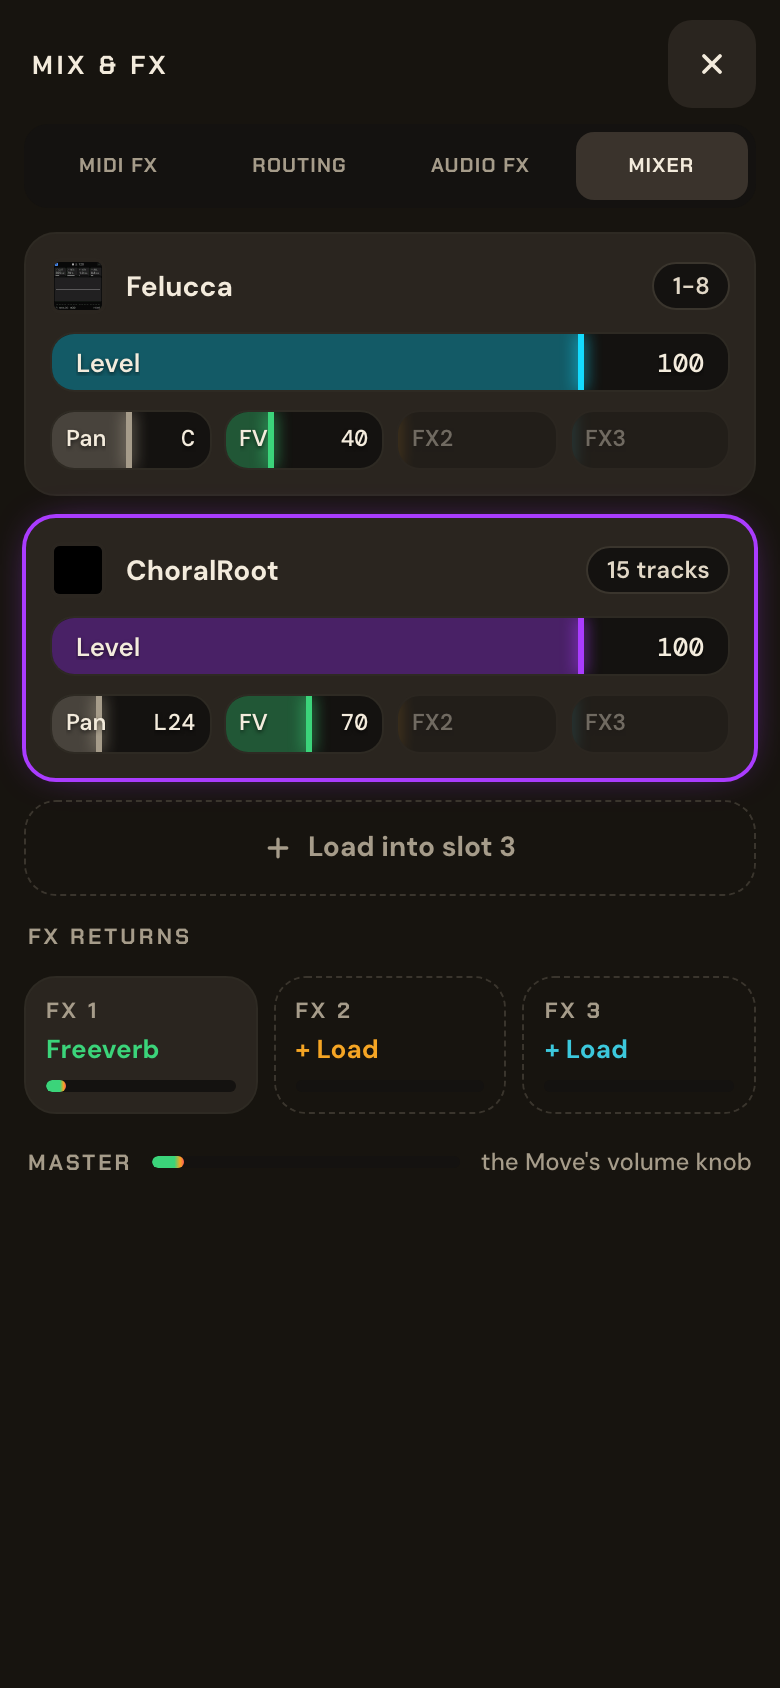 MIX & FX
MIDI FX ROUTING AUDIO FX MIXER
Felucca 1-8
Level 100
Pan C FV 40 FX2 FX3
ChoralRoot 15 tracks
Level 100
Pan L24 FV 70 FX2 FX3
+ Load into slot 3
FX RETURNS
FX 1 FX 2 FX 3
Freeverb + Load + Load
MASTER the Move's volume knob